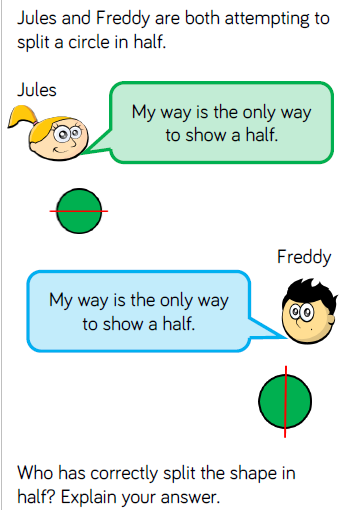 Jules and Freddy are both attempting to
split a circle in half.
Jules
My way is the only way
to show a half.
Freddy
My way is the only way
to show a half.
Who has correctly split the shape in
half? Explain your answer.